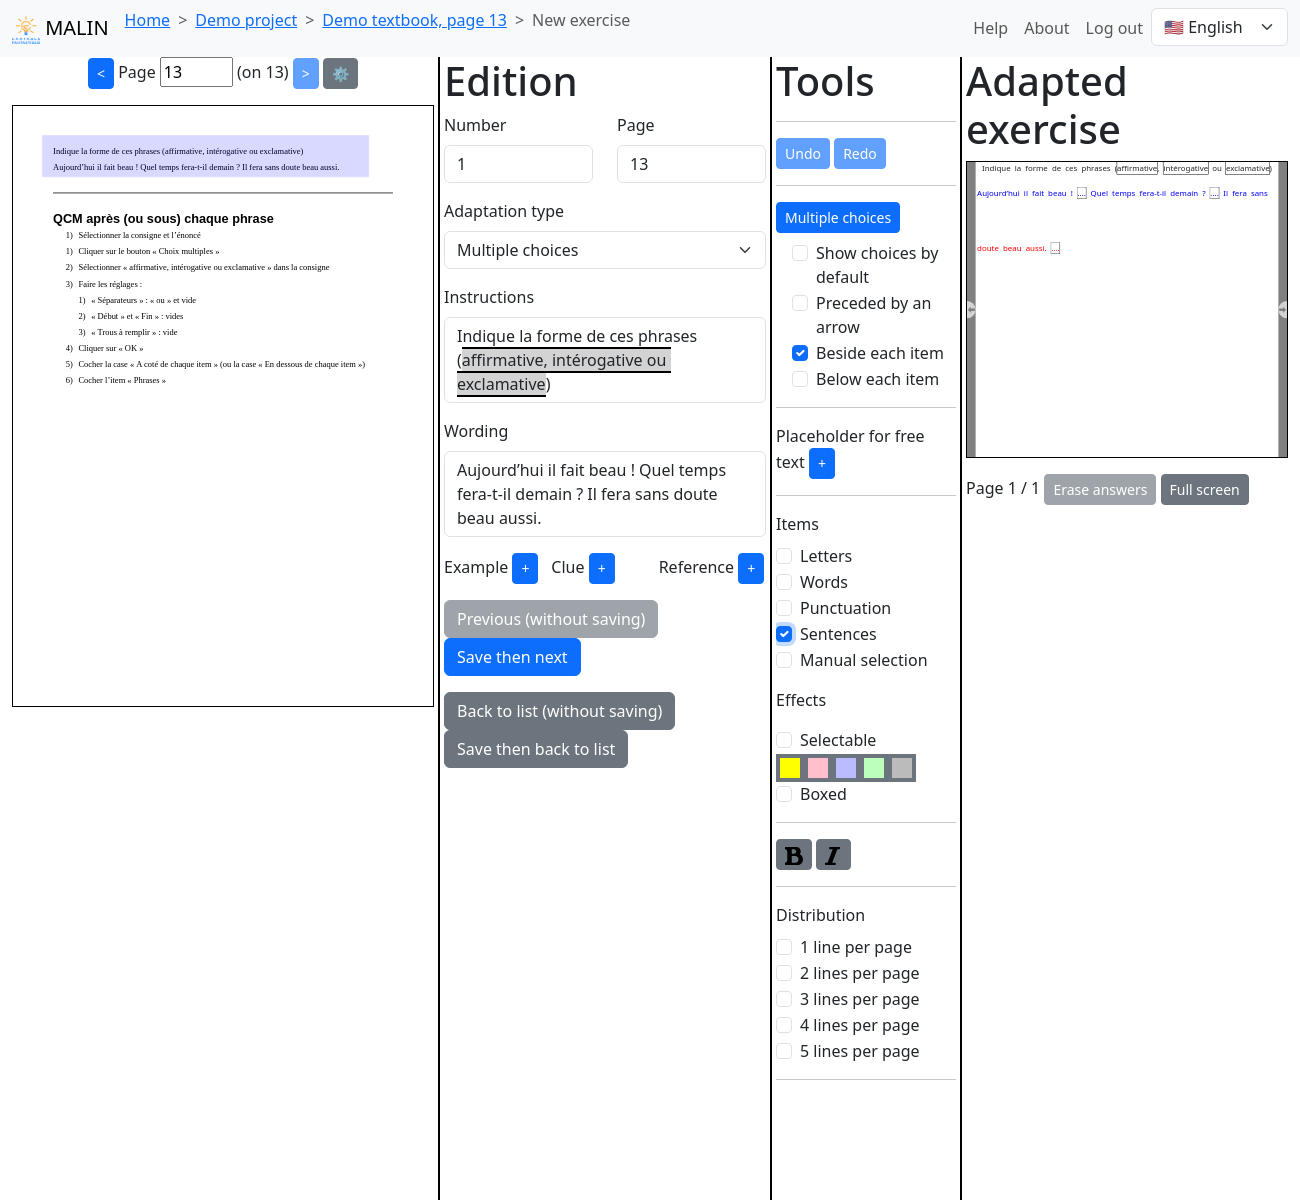 MALIN
Home > Demo project > Demo textbook, page 13 > New exercise
Help About Log out 🇺🇸 English
< Page 13 (on 13) > ⚙️
Indique la forme de ces phrases (affirmative, intérogative ou exclamative)
Aujourd’hui il fait beau ! Quel temps fera-t-il demain ? Il fera sans doute beau aussi.
QCM après (ou sous) chaque phrase
1) Sélectionner la consigne et l’énoncé
1) Cliquer sur le bouton « Choix multiples »
2) Sélectionner « affirmative, intérogative ou exclamative » dans la consigne
3) Faire les réglages :
1) « Séparateurs » : « ou » et vide
2) « Début » et « Fin » : vides
3) « Trous à remplir » : vide
4) Cliquer sur « OK »
5) Cocher la case « A coté de chaque item » (ou la case « En dessous de chaque item »)
6) Cocher l’item « Phrases »
Edition
Number Page
1 13
Adaptation type
Multiple choices
Instructions
Indique la forme de ces phrases
(affirmative, intérogative ou
exclamative)
Wording
Aujourd’hui il fait beau ! Quel temps
fera-t-il demain ? Il fera sans doute
beau aussi.
Example + Clue + Reference +
Previous (without saving)
Save then next
Back to list (without saving)
Save then back to list
Tools
Undo Redo
Multiple choices
Show choices by
default
Preceded by an
arrow
Beside each item
Below each item
Placeholder for free
text +
Items
Letters
Words
Punctuation
Sentences
Manual selection
Effects
Selectable
Boxed
B I
Distribution
1 line per page
2 lines per page
3 lines per page
4 lines per page
5 lines per page
Adapted
exercise
Indique la forme de ces phrases (affirmative, intérogative ou exclamative)
Aujourd’hui il fait beau ! .... Quel temps fera-t-il demain ? .... Il fera sans
doute beau aussi. ....
Page 1 / 1 Erase answers Full screen